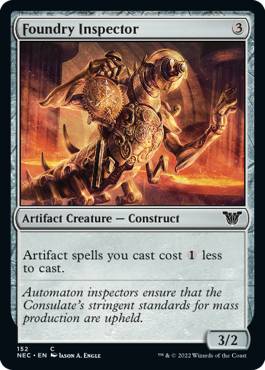 Foundry Inspector 3
Artifact Creature — Construct
Artifact spells you cast cost 1 less
to cast.
Automaton inspectors ensure that the
Consulate's stringent standards for mass
production are upheld.
3/2
152 C
NEC • EN Iason A. Engle
™ & © 2022 Wizards of the Coast